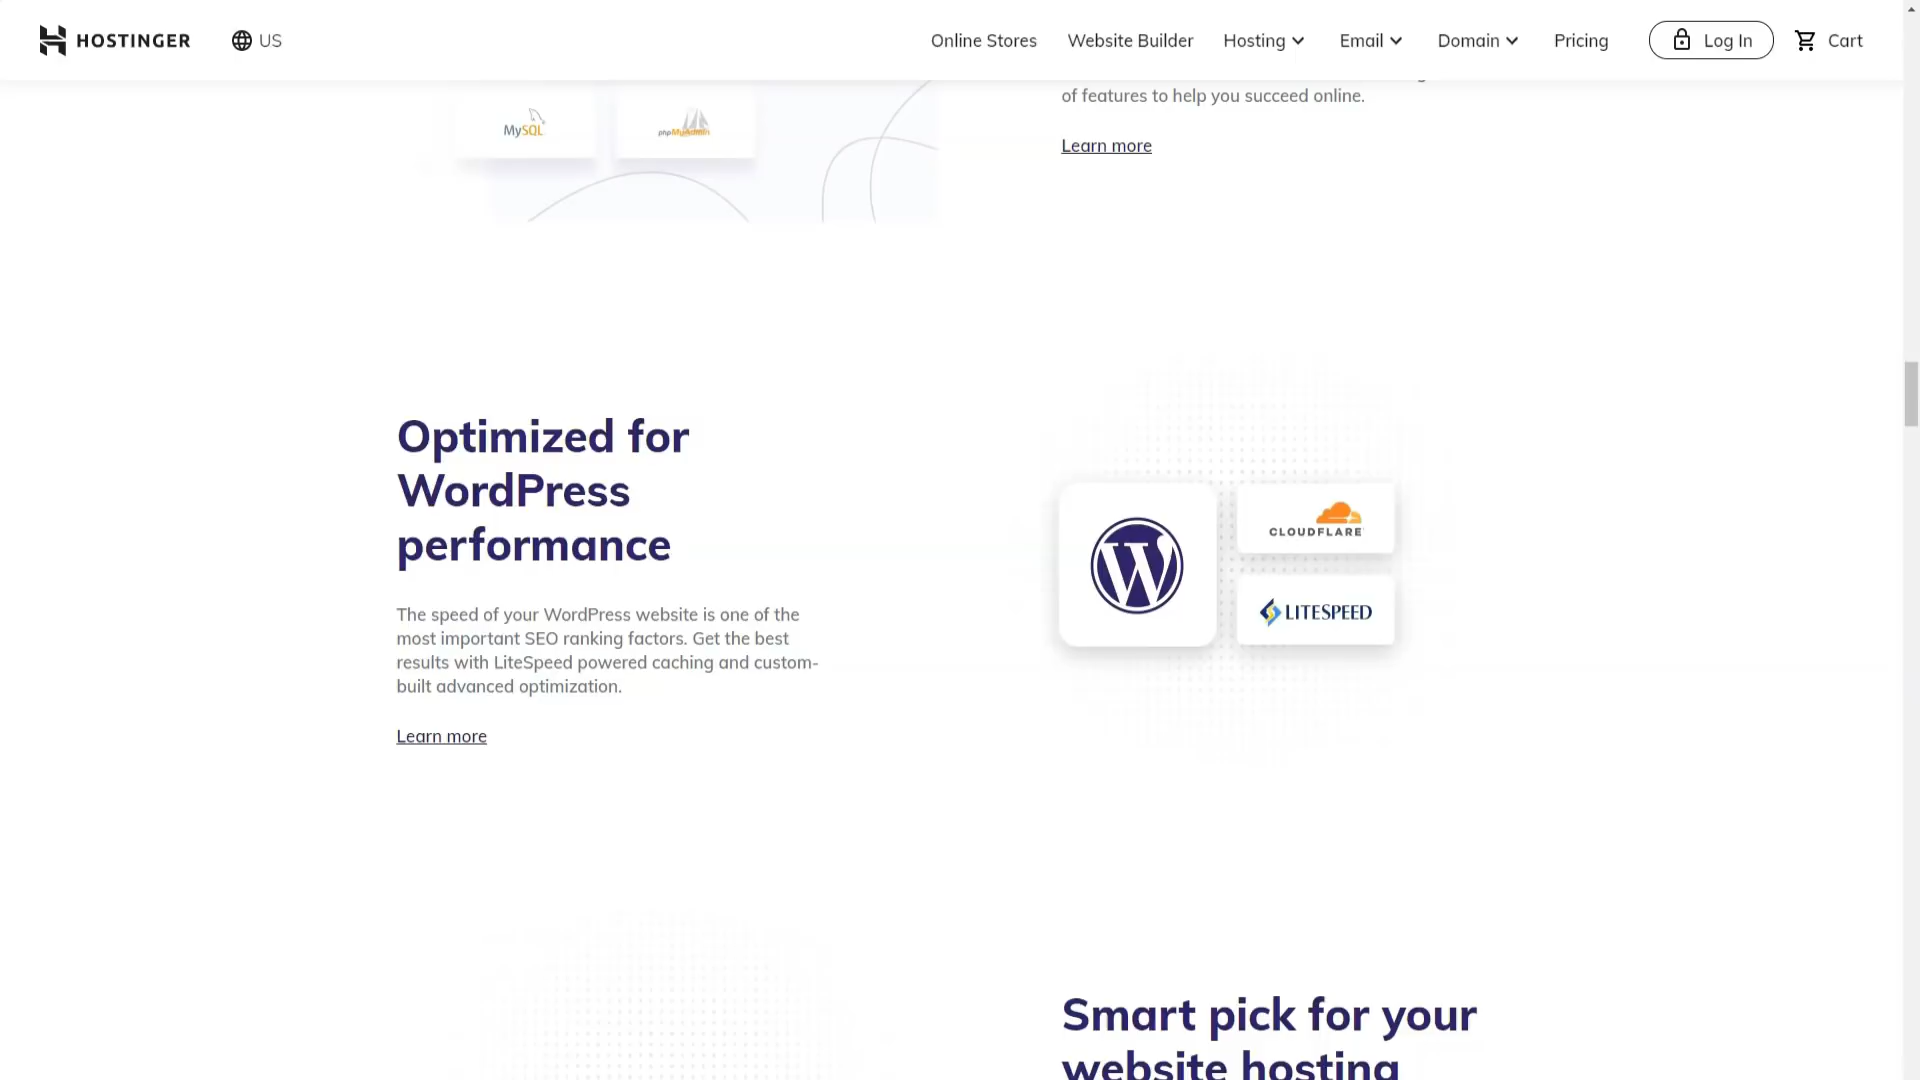 HOSTINGER
US
Online Stores
Website Builder
Hosting
Email
Domain
Pricing
Log In
Cart
MySQL
phpMyAdmin
of features to help you succeed online.
Learn more
Optimized for
WordPress
performance
The speed of your WordPress website is one of the
most important SEO ranking factors. Get the best
results with LiteSpeed powered caching and custom-
built advanced optimization.
Learn more
W
CLOUDFLARE
LITESPEED
Smart pick for your
website hosting